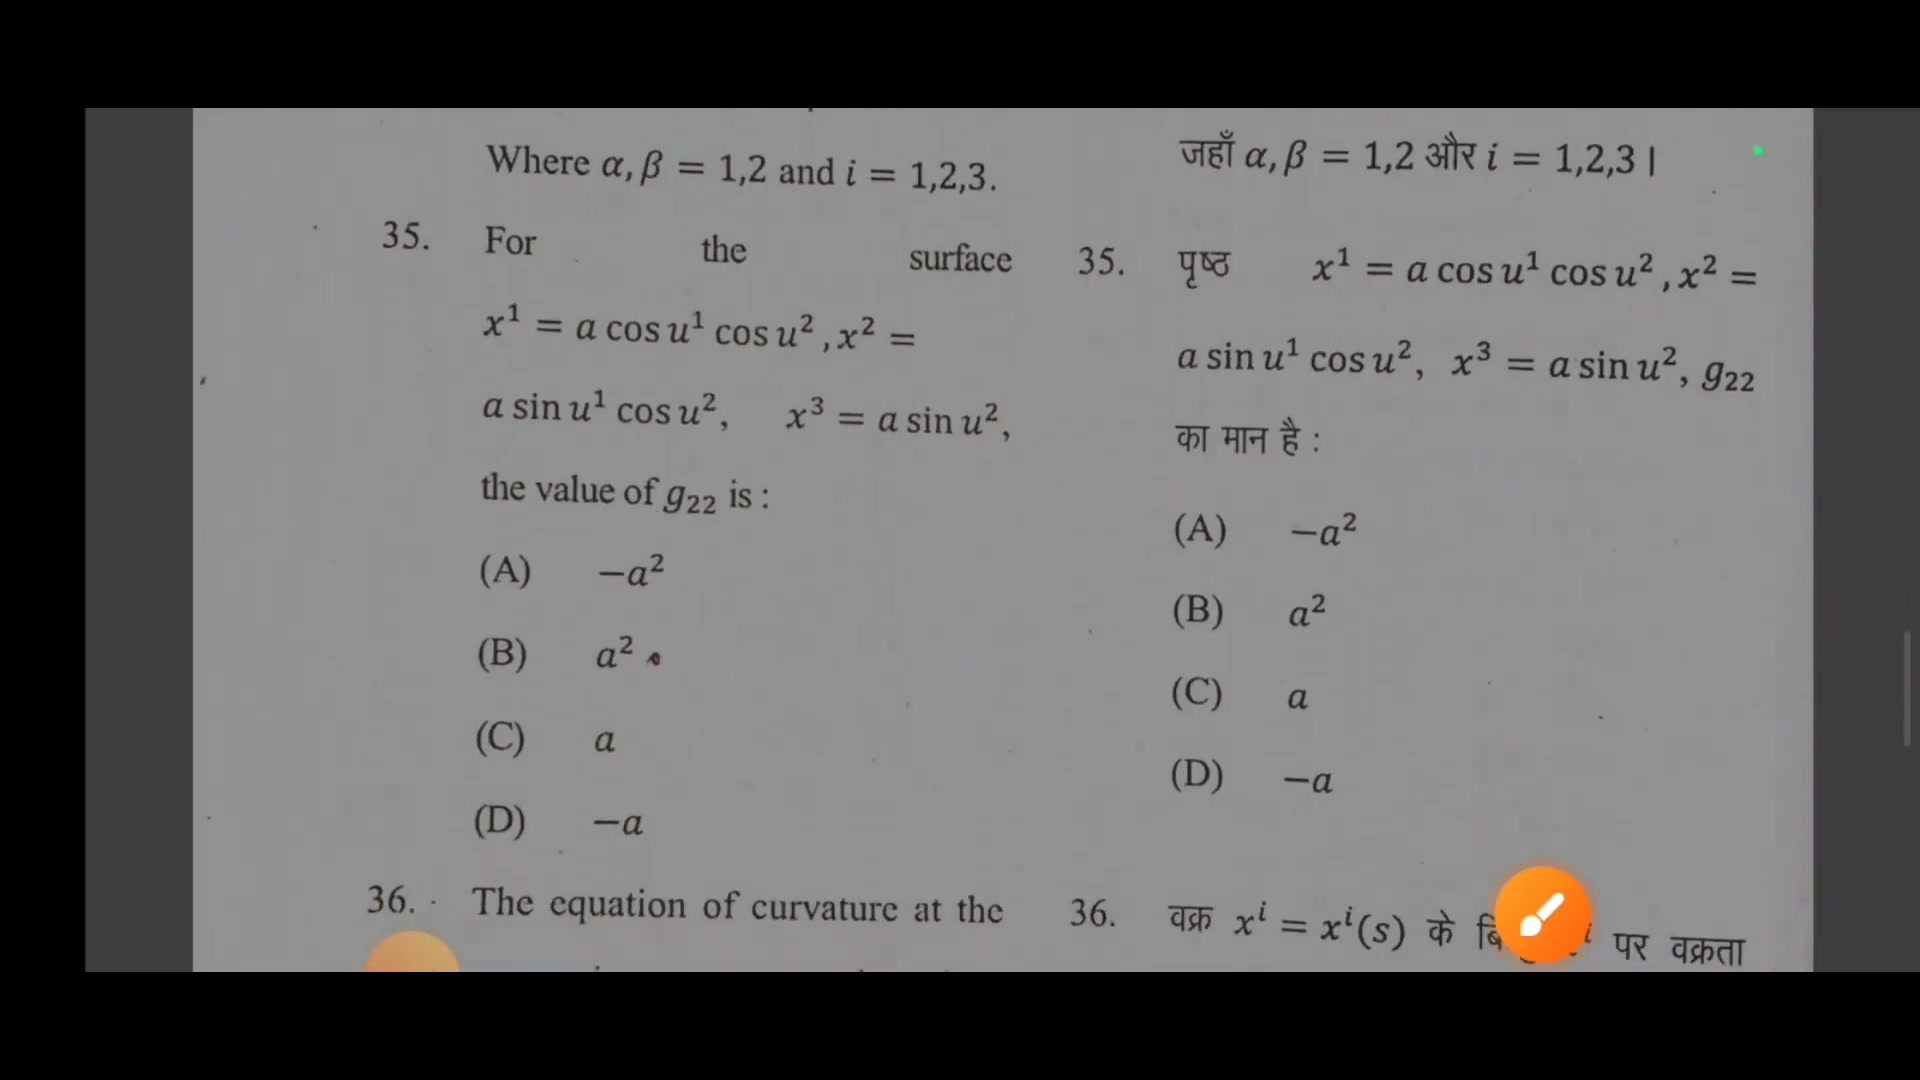 Where α, β = 1,2 and i = 1,2,3.
35. For the surface
x¹ = a cos u¹ cos u², x² =
a sin u¹ cos u², x³ = a sin u²,
the value of g₂₂ is :
(A) −a²
(B) a²
(C) a
(D) −a
36. The equation of curvature at the
जहाँ α, β = 1,2 और i = 1,2,3 |
35. पृष्ठ x¹ = a cos u¹ cos u², x² =
a sin u¹ cos u², x³ = a sin u², g₂₂
का मान है :
(A) −a²
(B) a²
(C) a
(D) −a
36. वक्र xⁱ = xⁱ(s) के पर वक्रता